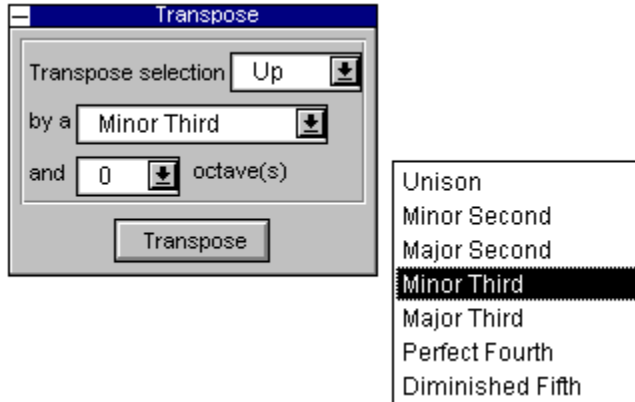 Transpose
Transpose selection Up
by a Minor Third
and 0 octave(s)
Transpose
Unison
Minor Second
Major Second
Minor Third
Major Third
Perfect Fourth
Diminished Fifth